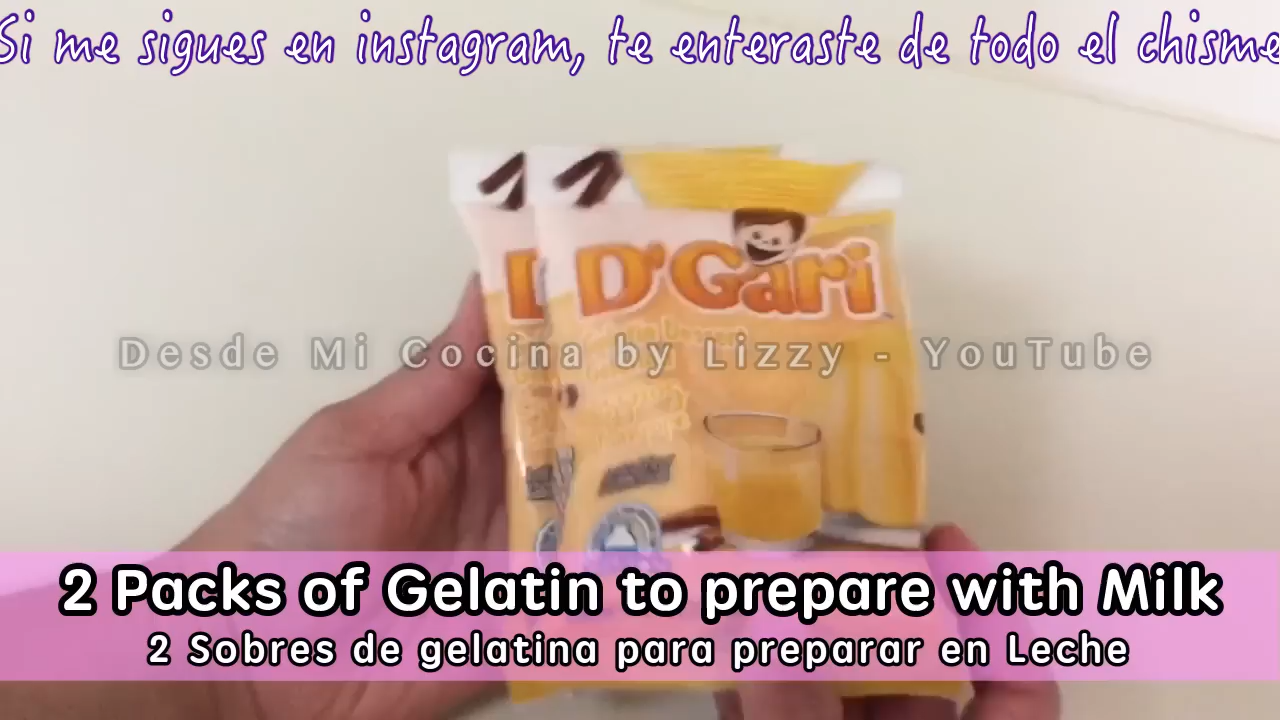 Si me sigues en instagram, te enteraste de todo el chisme
D'Gari
Desde Mi Cocina by Lizzy - YouTube
2 Packs of Gelatin to prepare with Milk
2 Sobres de gelatina para preparar en Leche